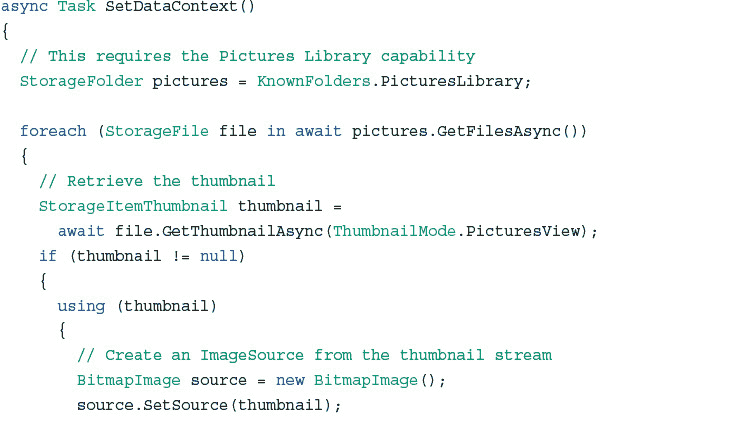 async Task SetDataContext()
{
// This requires the Pictures Library capability
StorageFolder pictures = KnownFolders.PicturesLibrary;
foreach (StorageFile file in await pictures.GetFilesAsync())
{
// Retrieve the thumbnail
StorageItemThumbnail thumbnail =
await file.GetThumbnailAsync(ThumbnailMode.PicturesView);
if (thumbnail != null)
{
using (thumbnail)
{
// Create an ImageSource from the thumbnail stream
BitmapImage source = new BitmapImage();
source.SetSource(thumbnail);